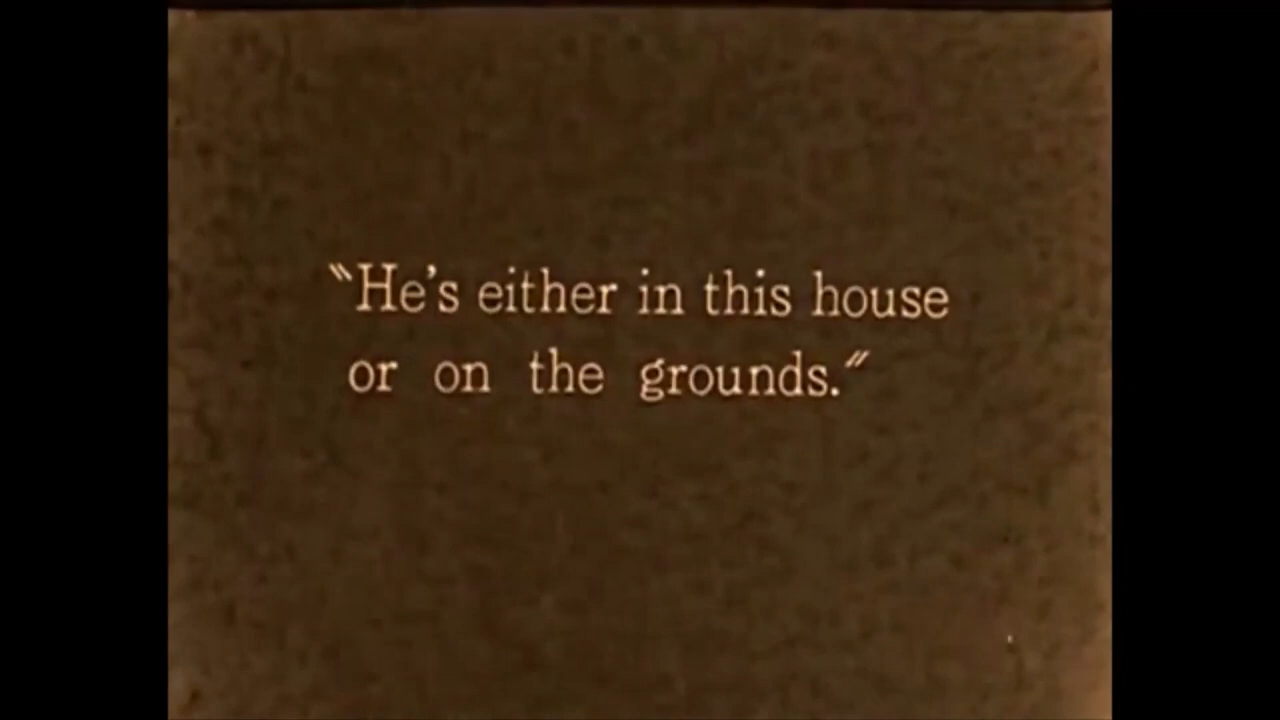 "He's either in this house
or on the grounds."